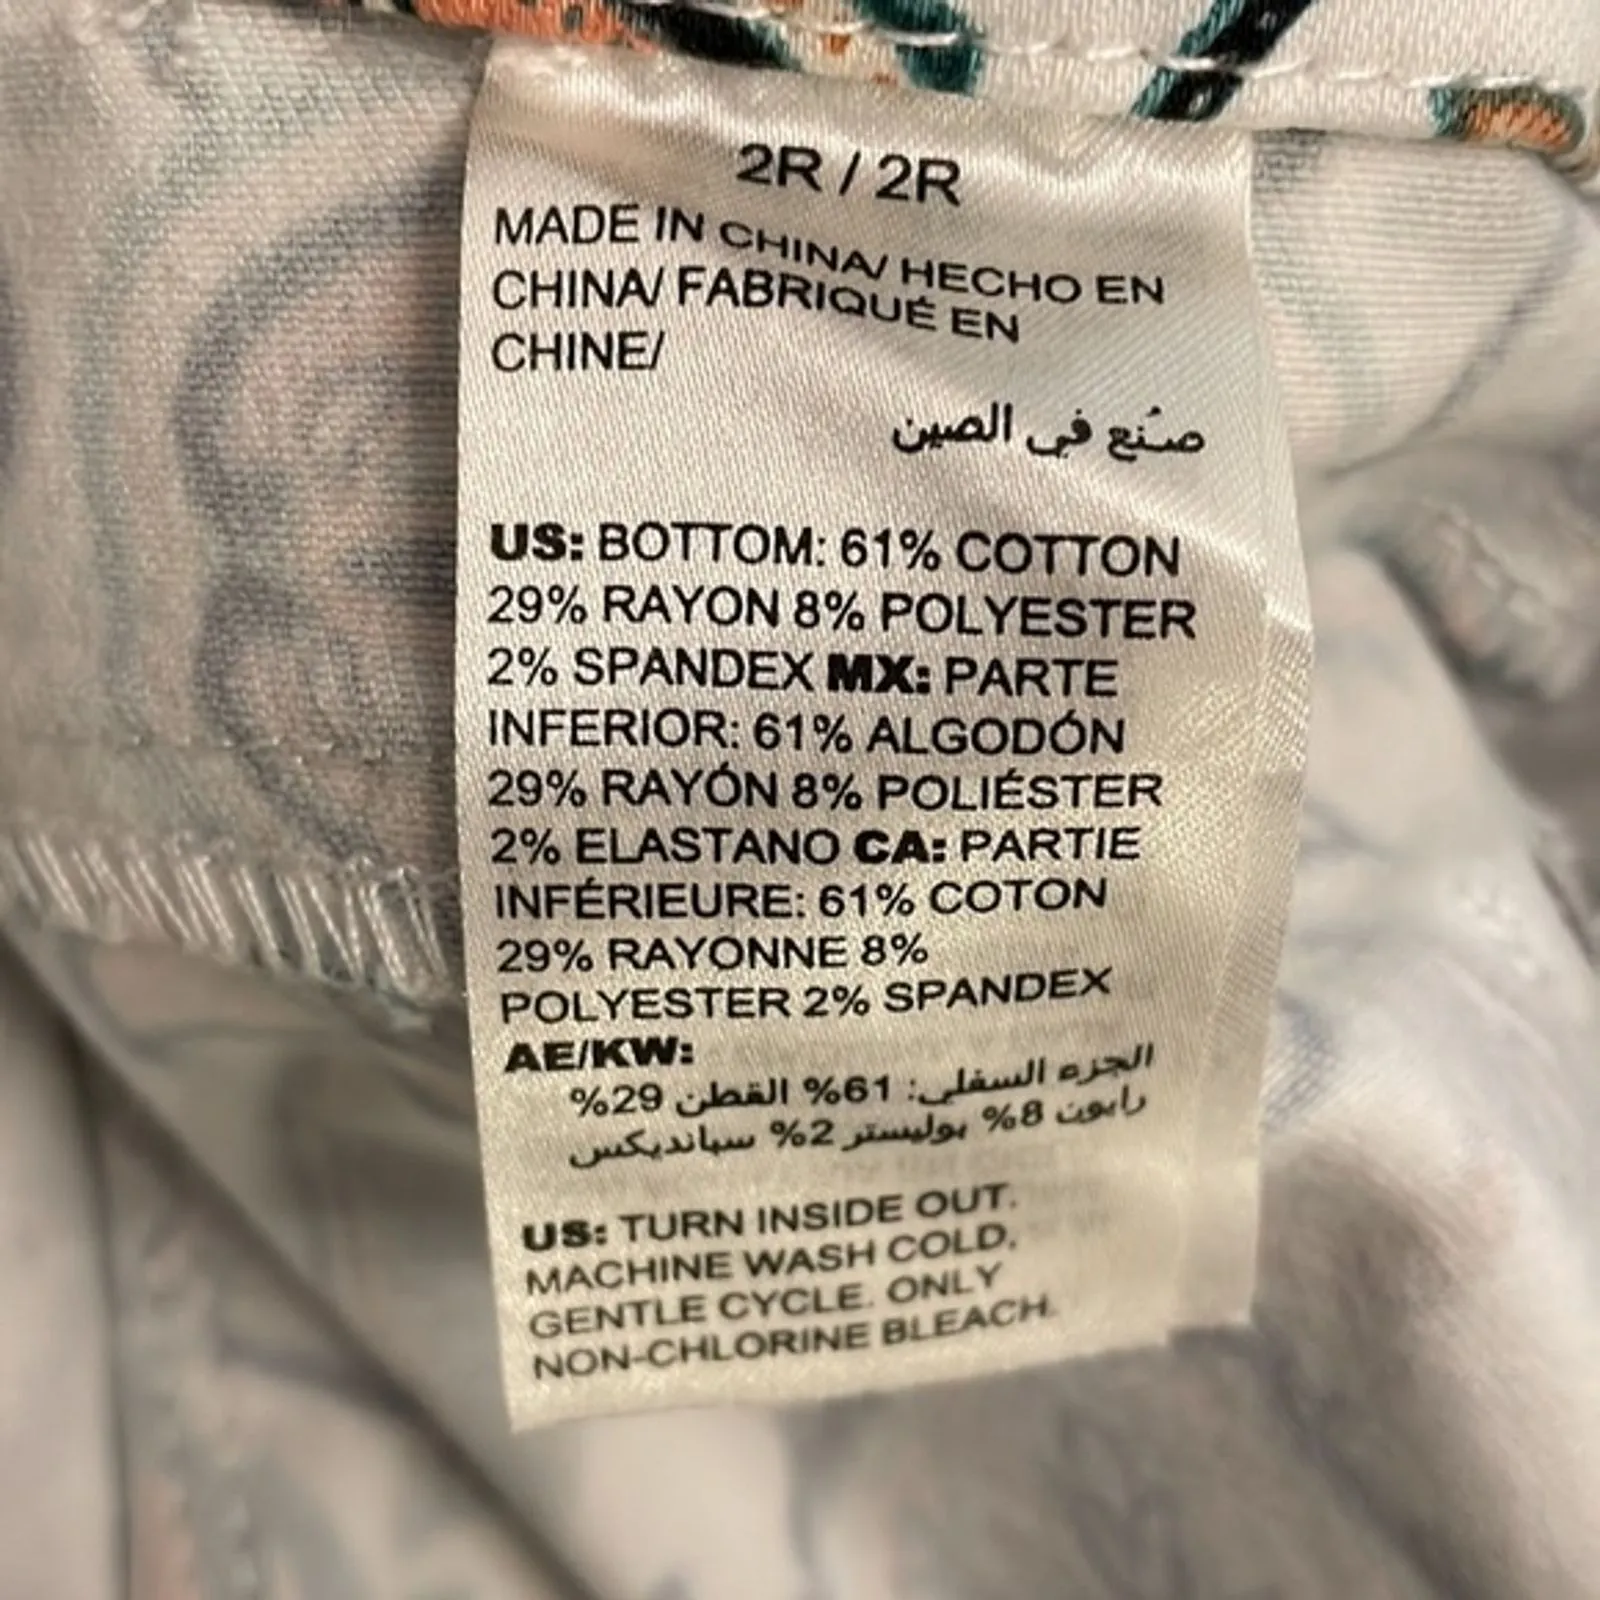 2R / 2R
MADE IN CHINA/ HECHO EN
CHINA/ FABRIQUÉ EN
CHINE/
صُنع في الصين
US: BOTTOM: 61% COTTON
29% RAYON 8% POLYESTER
2% SPANDEX MX: PARTE
INFERIOR: 61% ALGODÓN
29% RAYÓN 8% POLIÉSTER
2% ELASTANO CA: PARTIE
INFÉRIEURE: 61% COTON
29% RAYONNE 8%
POLYESTER 2% SPANDEX
AE/KW:
الجزء السفلي: 61% القطن 29%
رايون 8% بوليستر 2% سبانديكس
US: TURN INSIDE OUT.
MACHINE WASH COLD,
GENTLE CYCLE. ONLY
NON-CHLORINE BLEACH.